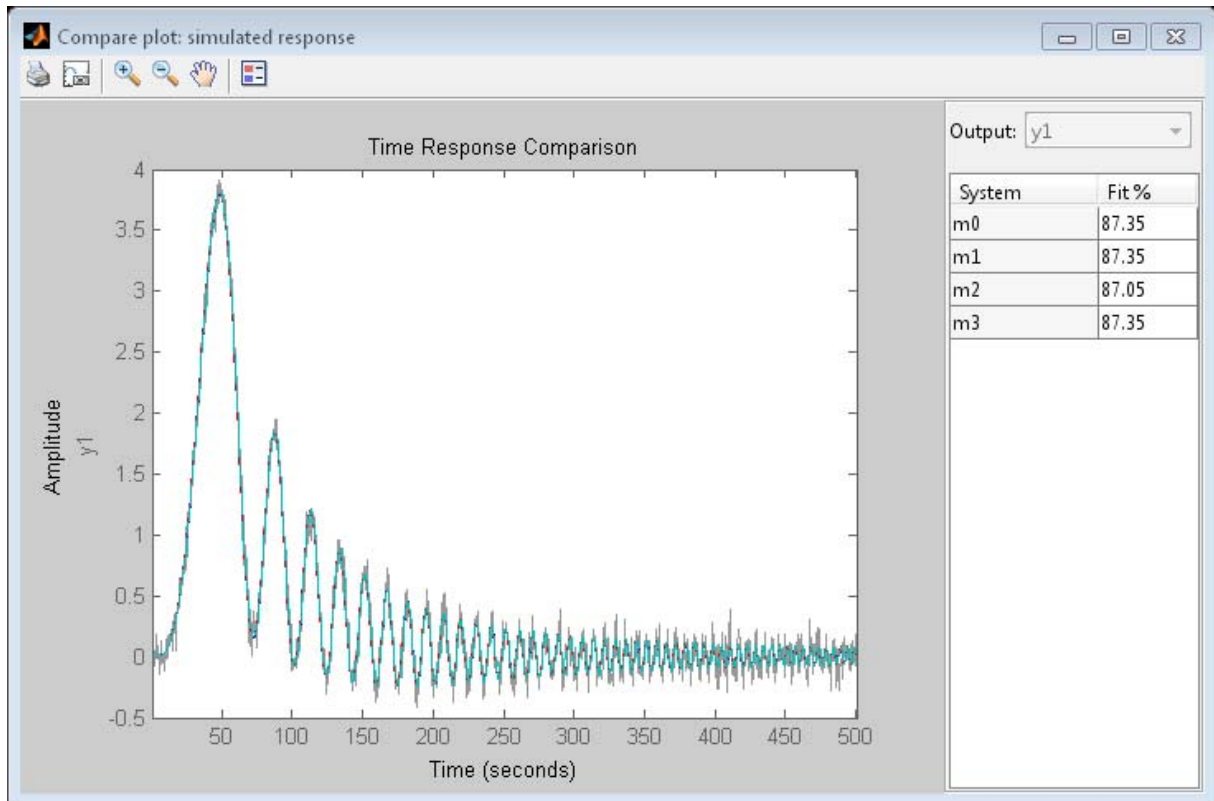 Compare plot: simulated response
Time Response Comparison
Output: y1
System Fit %
m0 87.35
m1 87.35
m2 87.05
m3 87.35
Amplitude
y1
4
3.5
3
2.5
2
1.5
1
0.5
0
-0.5
50 100 150 200 250 300 350 400 450 500
Time (seconds)